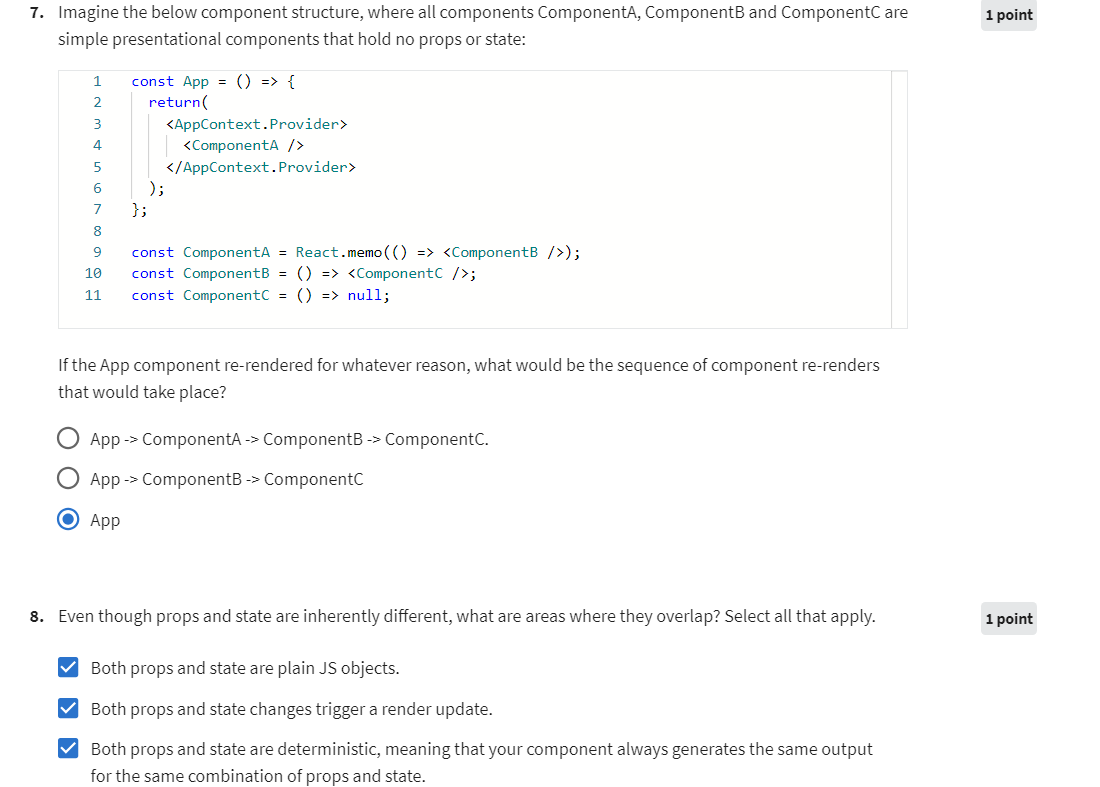 7. Imagine the below component structure, where all components ComponentA, ComponentB and ComponentC are
1 point
simple presentational components that hold no props or state:
1 const App = () => {
2 return(
3 <AppContext.Provider>
4 <ComponentA />
5 </AppContext.Provider>
6 );
7 };
8
9 const ComponentA = React.memo(() => <ComponentB />);
10 const ComponentB = () => <ComponentC />;
11 const ComponentC = () => null;
If the App component re-rendered for whatever reason, what would be the sequence of component re-renders
that would take place?
App -> ComponentA -> ComponentB -> ComponentC.
App -> ComponentB -> ComponentC
App
8. Even though props and state are inherently different, what are areas where they overlap? Select all that apply.
1 point
Both props and state are plain JS objects.
Both props and state changes trigger a render update.
Both props and state are deterministic, meaning that your component always generates the same output
for the same combination of props and state.